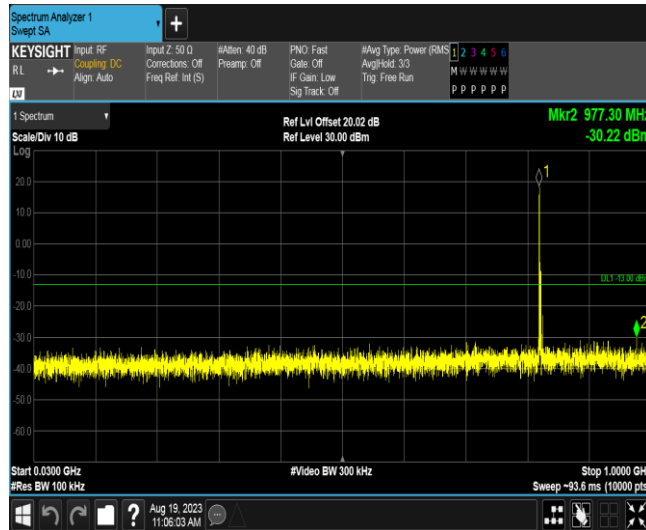 Spectrum Analyzer 1
Swept SA
+
KEYSIGHT
RL
LXI
Input: RF
Coupling: DC
Align: Auto
Input Z: 50 Ω
Corrections: Off
Freq Ref: Int (S)
#Atten: 40 dB
Preamp: Off
PNO: Fast
Gate: Off
IF Gain: Low
Sig Track: Off
#Avg Type: Power (RMS
Avg|Hold: 3/3
Trig: Free Run
1 2 3 4 5 6
M W W W W W
P P P P P P
1 Spectrum
Scale/Div 10 dB
Log
Ref Lvl Offset 20.02 dB
Ref Level 30.00 dBm
Mkr2 977.30 MHz
-30.22 dBm
1
20.0
10.0
0.00
-10.0
DL1 -13.00 dB
-20.0
2
-30.0
-40.0
-50.0
-60.0
Start 0.0300 GHz
#Res BW 100 kHz
#Video BW 300 kHz
Stop 1.0000 GH
Sweep ~93.6 ms (10000 pts
?
Aug 19, 2023
11:06:03 AM